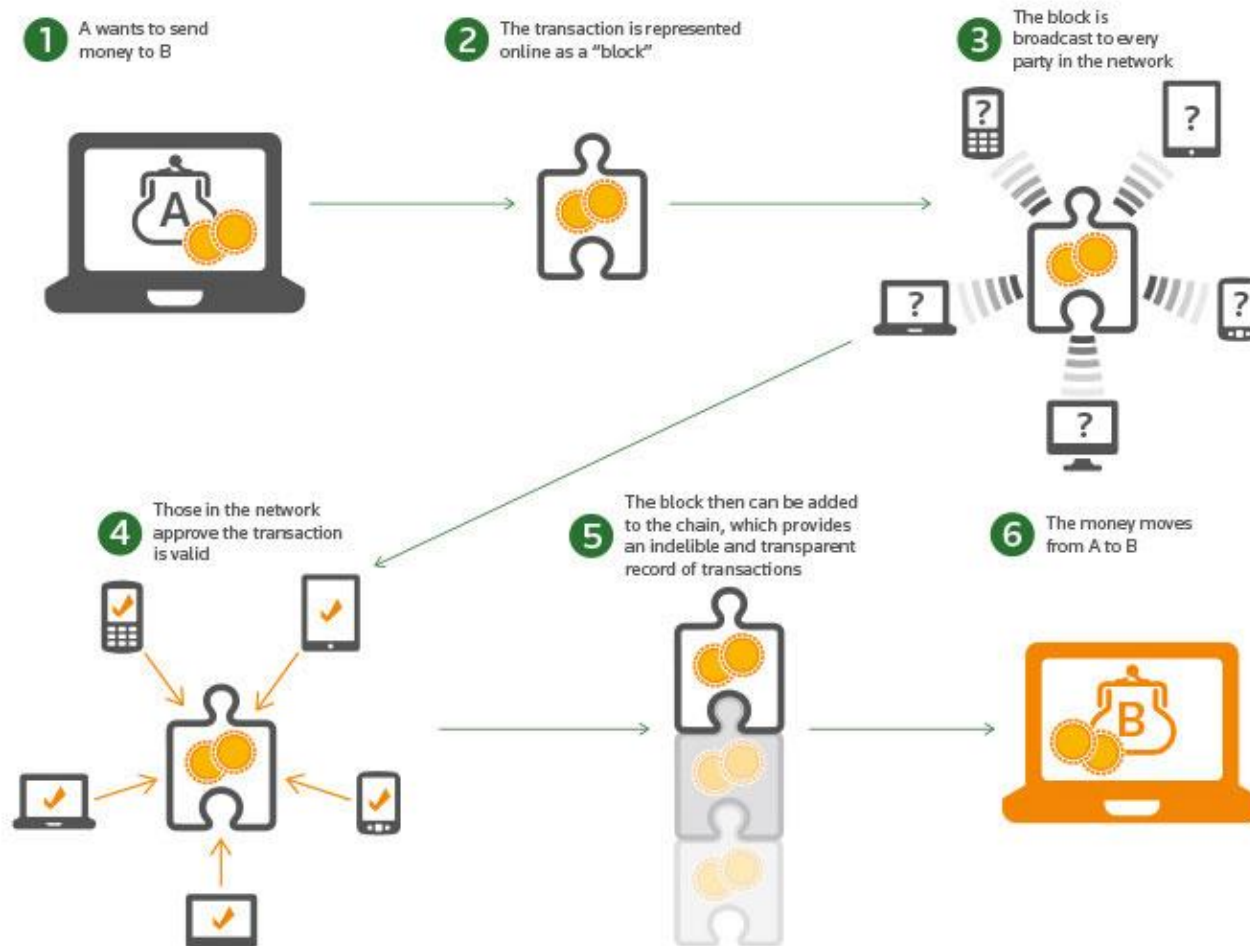 1
A wants to send
money to B
A
2
The transaction is represented
online as a “block”
3
The block is
broadcast to every
party in the network
?
?
?
?
?
4
Those in the network
approve the transaction
is valid
5
The block then can be added
to the chain, which provides
an indelible and transparent
record of transactions
6
The money moves
from A to B
B